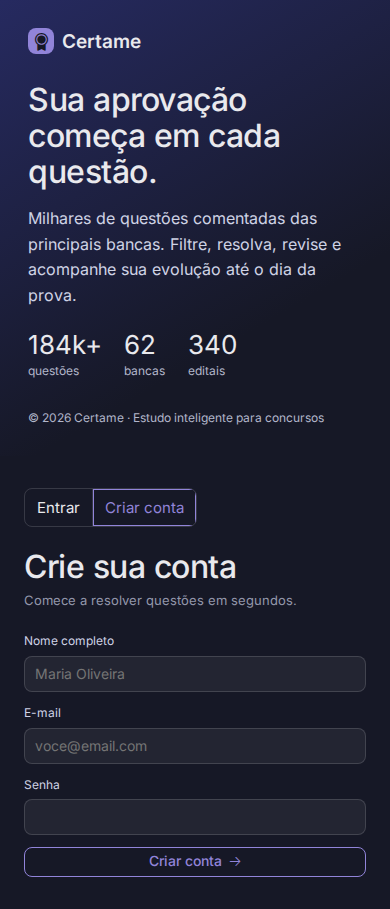 Certame
Sua aprovação
começa em cada
questão.
Milhares de questões comentadas das
principais bancas. Filtre, resolva, revise e
acompanhe sua evolução até o dia da
prova.
184k+ 62 340
questões bancas editais
© 2026 Certame · Estudo inteligente para concursos
Entrar Criar conta
Crie sua conta
Comece a resolver questões em segundos.
Nome completo
Maria Oliveira
E-mail
voce@email.com
Senha
Criar conta →